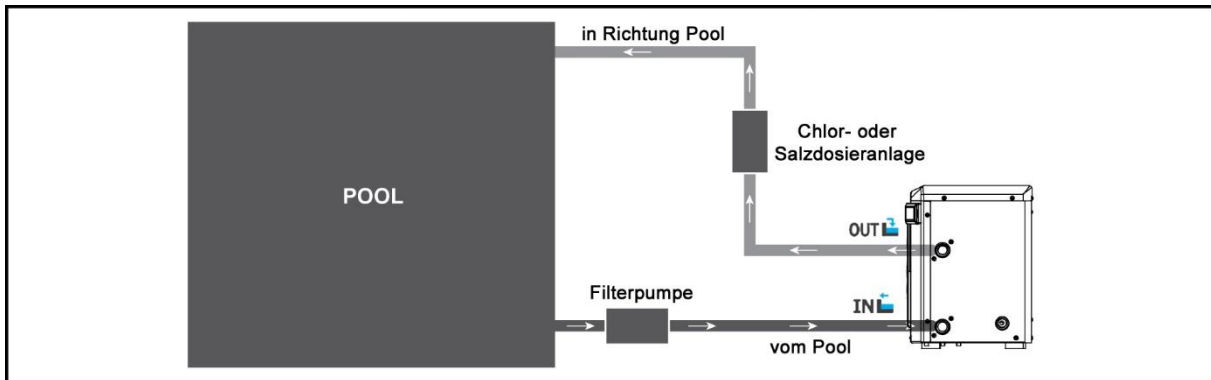 in Richtung Pool
Chlor- oder
Salzdosieranlage
POOL
OUT
Filterpumpe
IN
vom Pool